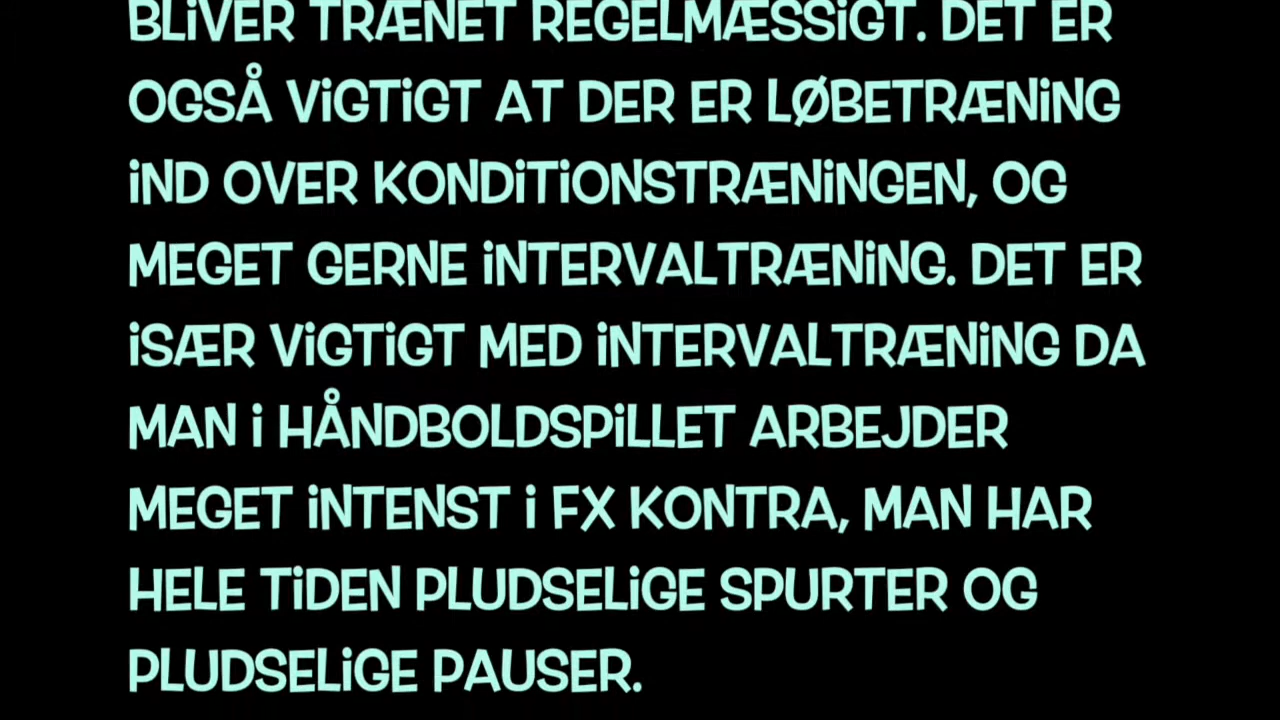 BLiVER TRÆNET REGELMÆSSiGT. DET ER
OGSÅ ViGTiGT AT DER ER LØBETRÆNiNG
iND OVER KONDiTiONSTRÆNiNGEN, OG
MEGET GERNE iNTERVALTRÆNiNG. DET ER
iSÆR ViGTiGT MED iNTERVALTRÆNiNG DA
MAN i HÅNDBOLDSPiLLET ARBEJDER
MEGET iNTENST i FX KONTRA, MAN HAR
HELE TiDEN PLUDSELiGE SPURTER OG
PLUDSELiGE PAUSER.